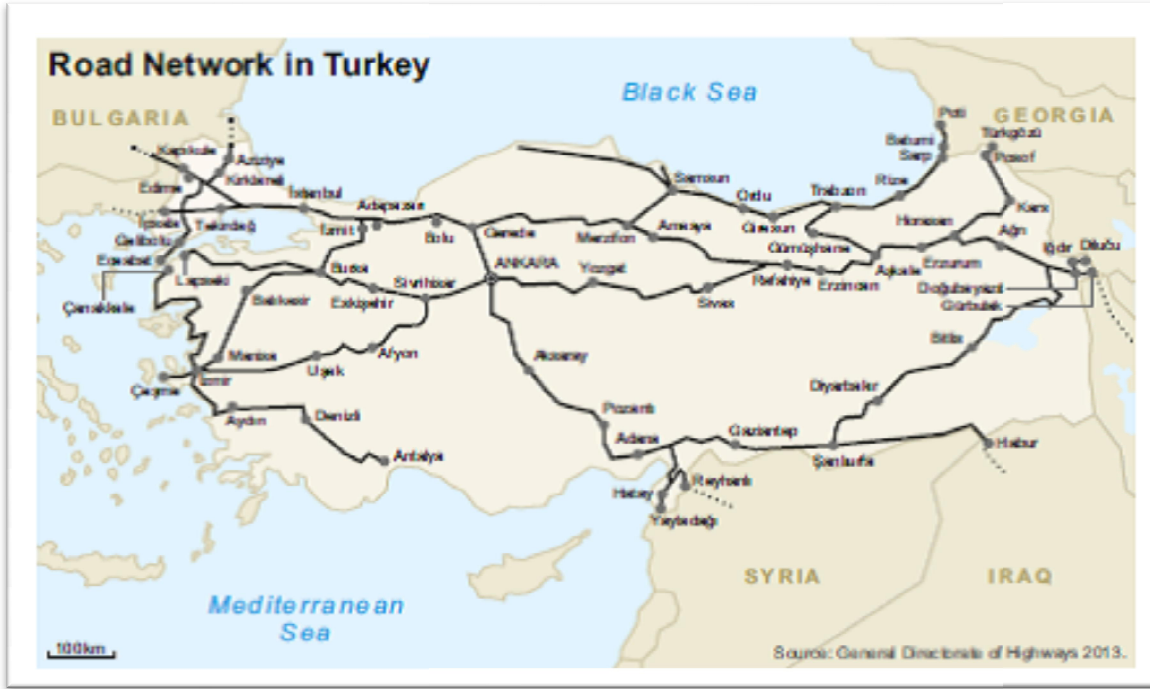 Road Network in Turkey
Black Sea
BULGARIA
GEORGIA
Poti
Batumi
Sarp
Türkgözü
Posof
Kapıkule
Aziziye
Edirne
Kırklareli
İstanbul
Adapazarı
Samsun
Ordu
Trabzon
Rize
Kars
İpsala
Tekirdağ
İzmit
Bolu
Gerede
Merzifon
Amasya
Giresun
Horasan
Ağrı
Gelibolu
Gümüşhane
Iğdır
Dilucu
Eceabat
Lapseki
Bursa
Sivrihisar
ANKARA
Yozgat
Refahiye
Erzincan
Aşkale
Erzurum
Çanakkale
Balıkesir
Eskişehir
Sivas
Doğubeyazıt
Gürbulak
Bitlis
Manisa
Uşak
Afyon
Aksaray
Çeşme
İzmir
Diyarbakır
Aydın
Denizli
Pozantı
Adana
Gaziantep
Antalya
Şanlıurfa
Habur
Hatay
Reyhanlı
Yayladağı
SYRIA
IRAQ
Mediterranean
Sea
100km
Source: General Directorate of Highways 2013.